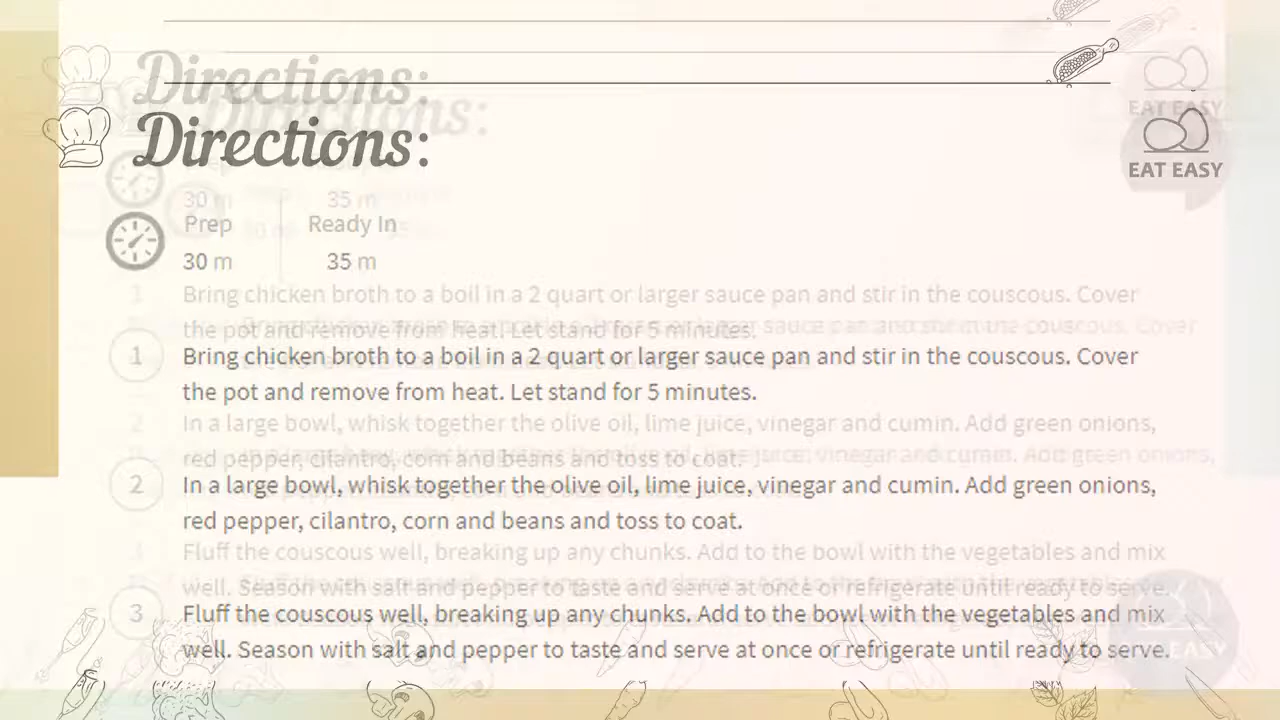 Directions:
EAT EASY
Prep
Ready In
30 m
35 m
1
Bring chicken broth to a boil in a 2 quart or larger sauce pan and stir in the couscous. Cover
the pot and remove from heat. Let stand for 5 minutes.
2
In a large bowl, whisk together the olive oil, lime juice, vinegar and cumin. Add green onions,
red pepper, cilantro, corn and beans and toss to coat.
3
Fluff the couscous well, breaking up any chunks. Add to the bowl with the vegetables and mix
well. Season with salt and pepper to taste and serve at once or refrigerate until ready to serve.